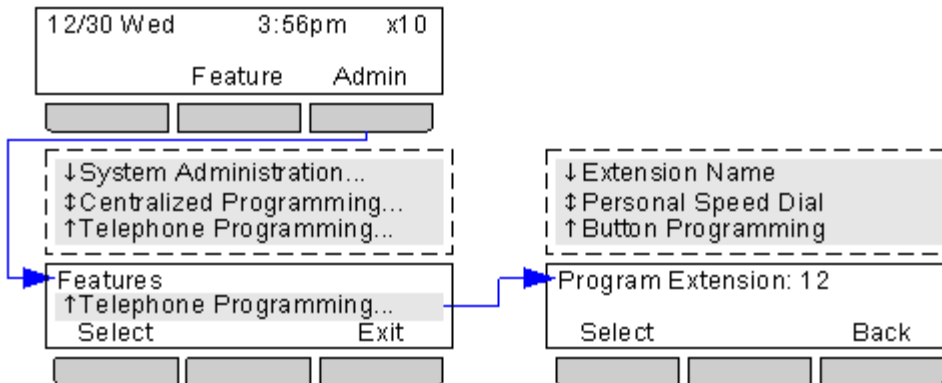 12/30 Wed 3:56pm x10
Feature Admin
↓System Administration...
↕Centralized Programming...
↑Telephone Programming...
Features
↑Telephone Programming...
Select Exit
↓Extension Name
↕Personal Speed Dial
↑Button Programming
Program Extension: 12
Select Back